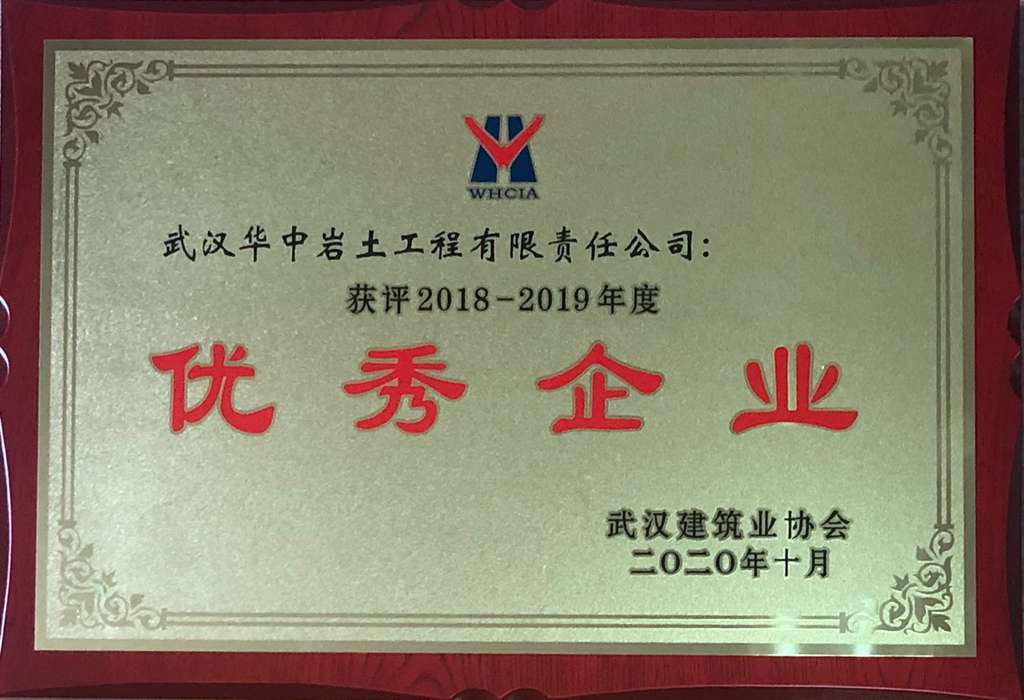 WHCIA
武汉华中岩土工程有限责任公司：
获评2018-2019年度
优秀企业
武汉建筑业协会
二〇二〇年十月